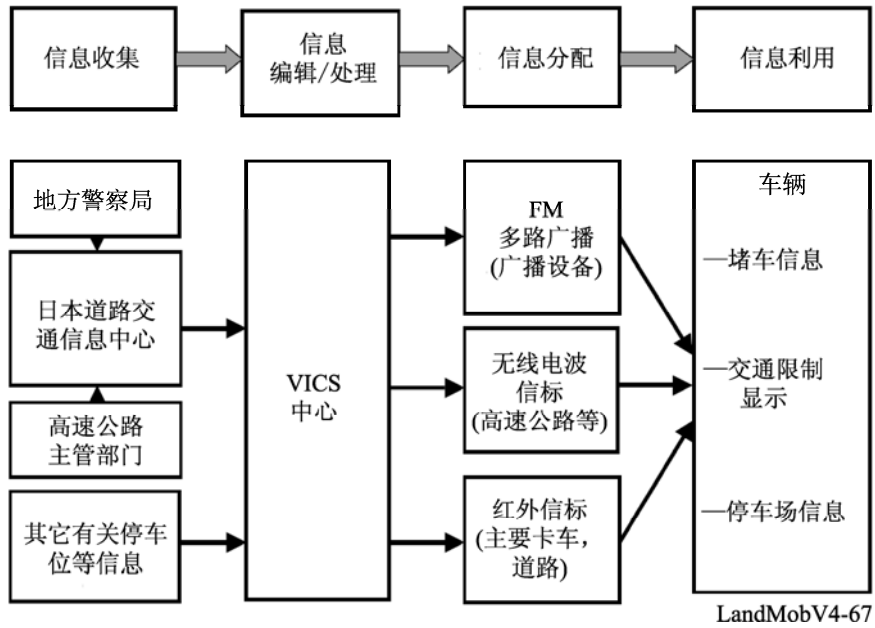 信息收集
信息
编辑/处理
信息分配
信息利用
地方警察局
日本道路交
通信息中心
高速公路
主管部门
其它有关停车
位等信息
VICS
中心
FM
多路广播
(广播设备)
无线电波
信标
(高速公路等)
红外信标
(主要卡车，
道路)
车辆
—堵车信息
—交通限制
显示
—停车场信息
LandMobV4-67